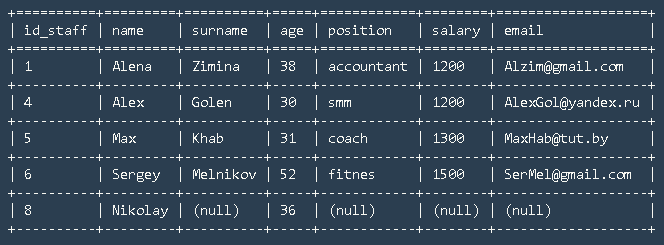 | id_staff | name | surname | age | position | salary | email |
| 1 | Alena | Zimina | 38 | accountant | 1200 | Alzim@gmail.com |
| 4 | Alex | Golen | 30 | smm | 1200 | AlexGol@yandex.ru |
| 5 | Max | Khab | 31 | coach | 1300 | MaxHab@tut.by |
| 6 | Sergey | Melnikov | 52 | fitnes | 1500 | SerMel@gmail.com |
| 8 | Nikolay | (null) | 36 | (null) | (null) | (null) |